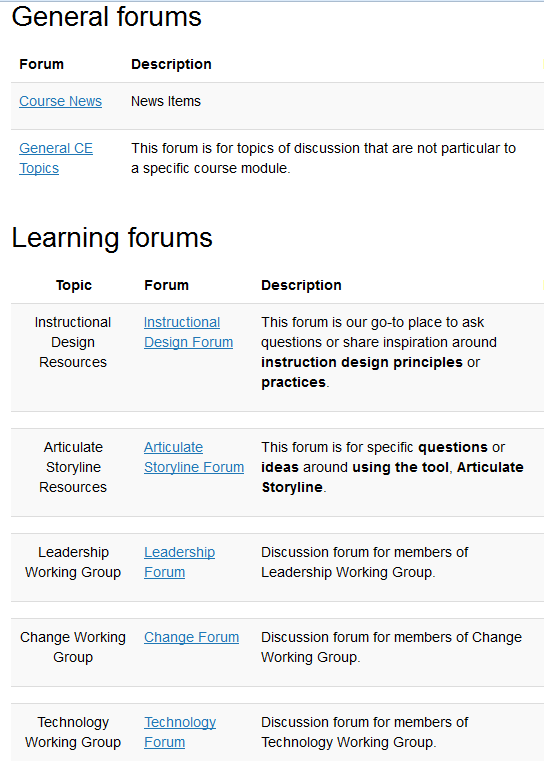 General forums
Forum Description
Course News News Items
General CE This forum is for topics of discussion that are not particular to
Topics a specific course module.
Learning forums
Topic Forum Description
Instructional Instructional This forum is our go-to place to ask
Design Design Forum questions or share inspiration around
Resources instruction design principles or
practices.
Articulate Articulate This forum is for specific questions or
Storyline Storyline Forum ideas around using the tool, Articulate
Resources Storyline.
Leadership Leadership Discussion forum for members of
Working Group Forum Leadership Working Group.
Change Working Change Forum Discussion forum for members of Change
Group Working Group.
Technology Technology Discussion forum for members of
Working Group Forum Technology Working Group.